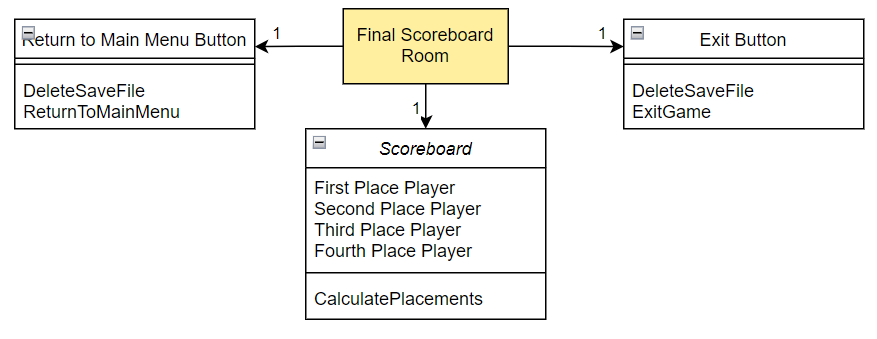 Return to Main Menu Button
1
Final Scoreboard
Room
1
Exit Button
DeleteSaveFile
ReturnToMainMenu
DeleteSaveFile
ExitGame
1
Scoreboard
First Place Player
Second Place Player
Third Place Player
Fourth Place Player
CalculatePlacements